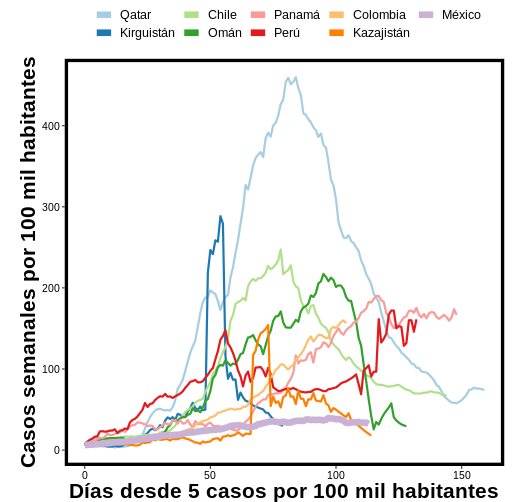 Qatar Chile Panamá Colombia México
Kirguistán Omán Perú Kazajistán
Casos semanales por 100 mil habitantes
400
300
200
100
0
0 50 100 150
Días desde 5 casos por 100 mil habitantes